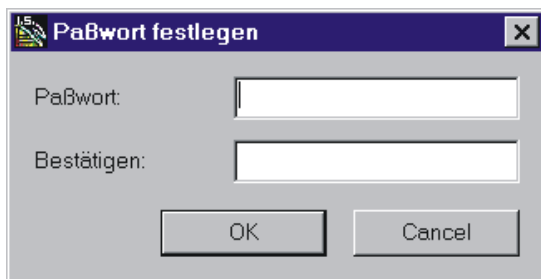 J.S.
Paßwort festlegen
Paßwort:
Bestätigen:
OK
Cancel